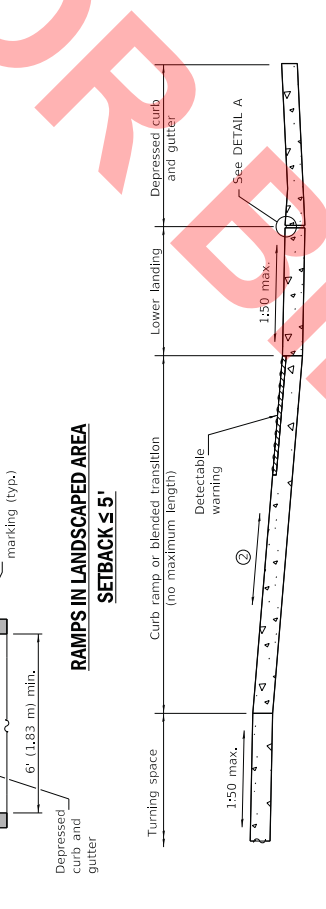 marking (typ.)
6' (1.83 m) min.
Depressed
curb and
gutter
RAMPS IN LANDSCAPED AREA
SETBACK ≤ 5'
Turning space
Curb ramp or blended transition
(no maximum length)
Lower landing
Depressed curb
and gutter
Detectable
warning
See DETAIL A
1:50 max.
2
1:50 max.
OR B